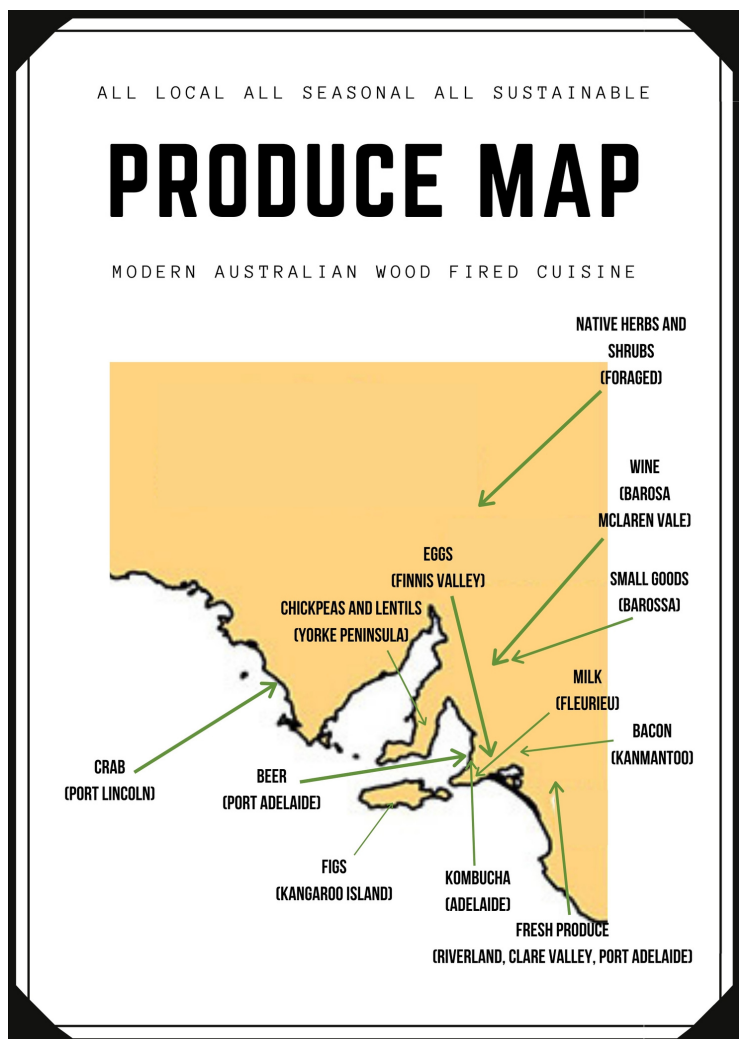 ALL LOCAL ALL SEASONAL ALL SUSTAINABLE
PRODUCE MAP
MODERN AUSTRALIAN WOOD FIRED CUISINE
NATIVE HERBS AND
SHRUBS
(FORAGED)
WINE
(BAROSA
MCLAREN VALE)
EGGS
(FINNIS VALLEY)
SMALL GOODS
(BAROSSA)
CHICKPEAS AND LENTILS
(YORKE PENINSULA)
MILK
(FLEURIEU)
BACON
(KANMANTOO)
CRAB
(PORT LINCOLN)
BEER
(PORT ADELAIDE)
FIGS
(KANGAROO ISLAND)
KOMBUCHA
(ADELAIDE)
FRESH PRODUCE
(RIVERLAND, CLARE VALLEY, PORT ADELAIDE)